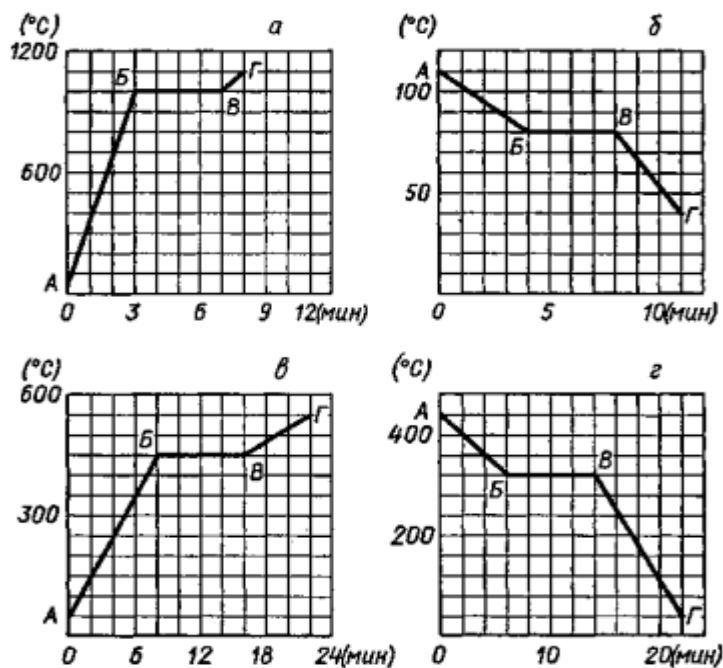 (°С) а
1200
600
А Б В Г
0 3 6 9 12(мин)
(°С) б
100
50
А Б В Г
0 5 10(мин)
(°С) в
600
300
А Б В Г
0 6 12 18 24(мин)
(°С) г
400
200
А Б В Г
0 10 20(мин)